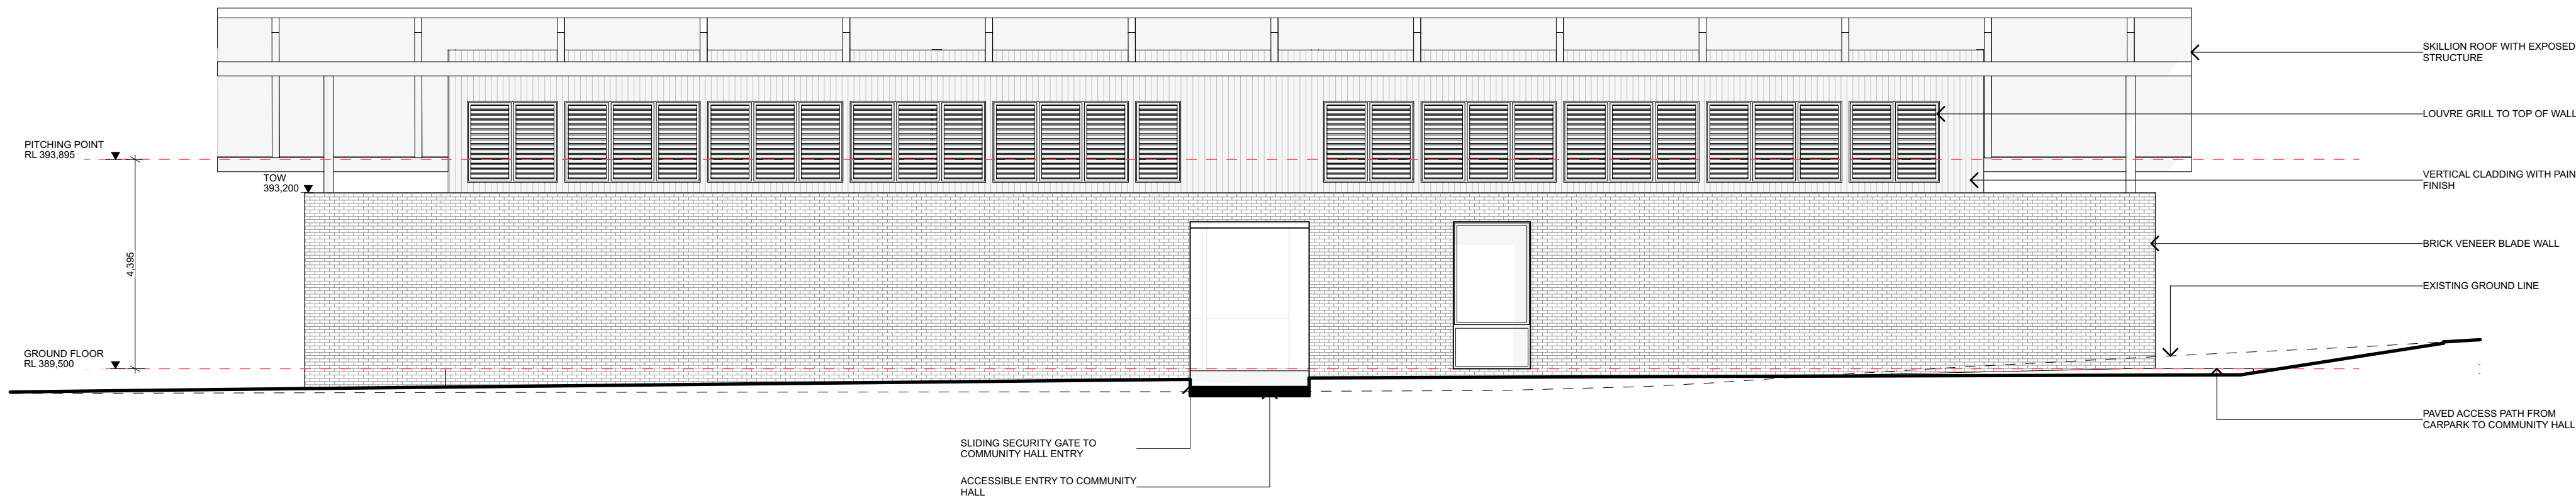 SKILLION ROOF WITH EXPOSED
STRUCTURE
LOUVRE GRILL TO TOP OF WALL
PITCHING POINT
RL 393,895
TOW
393,200
VERTICAL CLADDING WITH PAIN
FINISH
BRICK VENEER BLADE WALL
4,395
EXISTING GROUND LINE
GROUND FLOOR
RL 389,500
PAVED ACCESS PATH FROM
CARPARK TO COMMUNITY HALL
SLIDING SECURITY GATE TO
COMMUNITY HALL ENTRY
ACCESSIBLE ENTRY TO COMMUNITY
HALL